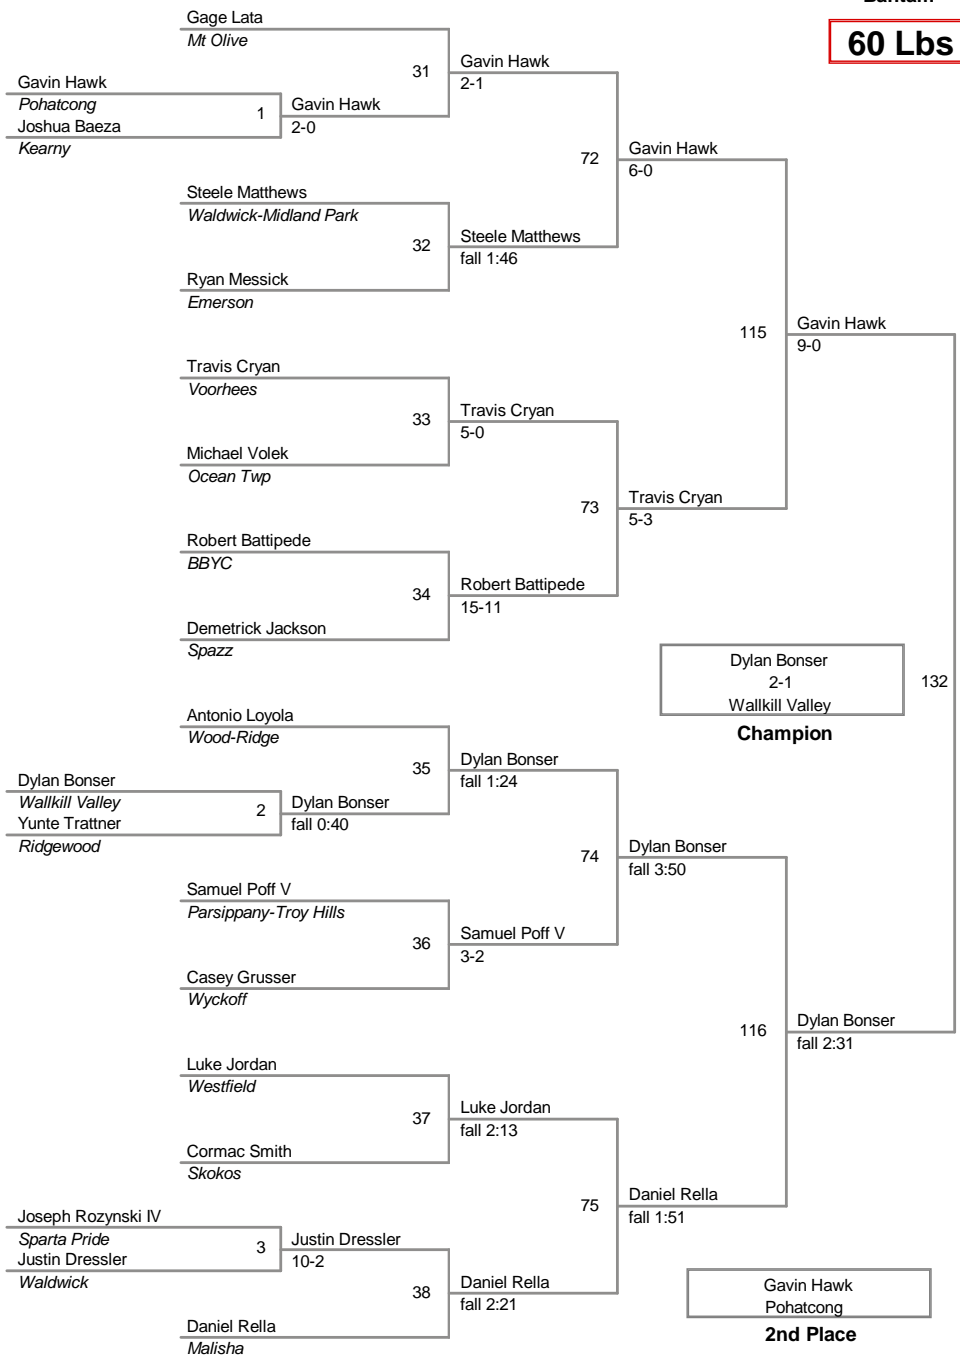 Bantam
60 Lbs
Gage Lata
Mt Olive
31
Gavin Hawk
2-1
Gavin Hawk
Pohatcong
1
Gavin Hawk
2-0
Joshua Baeza
Kearny
72
Gavin Hawk
6-0
Steele Matthews
Waldwick-Midland Park
32
Steele Matthews
fall 1:46
Ryan Messick
Emerson
115
Gavin Hawk
9-0
Travis Cryan
Voorhees
33
Travis Cryan
5-0
Michael Volek
Ocean Twp
73
Travis Cryan
5-3
Robert Battipede
BBYC
34
Robert Battipede
15-11
Demetrick Jackson
Spazz
Dylan Bonser
2-1
Wallkill Valley
Champion
132
Antonio Loyola
Wood-Ridge
35
Dylan Bonser
fall 1:24
Dylan Bonser
Wallkill Valley
2
Dylan Bonser
fall 0:40
Yunte Trattner
Ridgewood
74
Dylan Bonser
fall 3:50
Samuel Poff V
Parsippany-Troy Hills
36
Samuel Poff V
3-2
Casey Grusser
Wyckoff
116
Dylan Bonser
fall 2:31
Luke Jordan
Westfield
37
Luke Jordan
fall 2:13
Cormac Smith
Skokos
75
Daniel Rella
fall 1:51
Joseph Rozynski IV
Sparta Pride
3
Justin Dressler
10-2
Justin Dressler
Waldwick
38
Daniel Rella
fall 2:21
Daniel Rella
Malisha
Gavin Hawk
Pohatcong
2nd Place